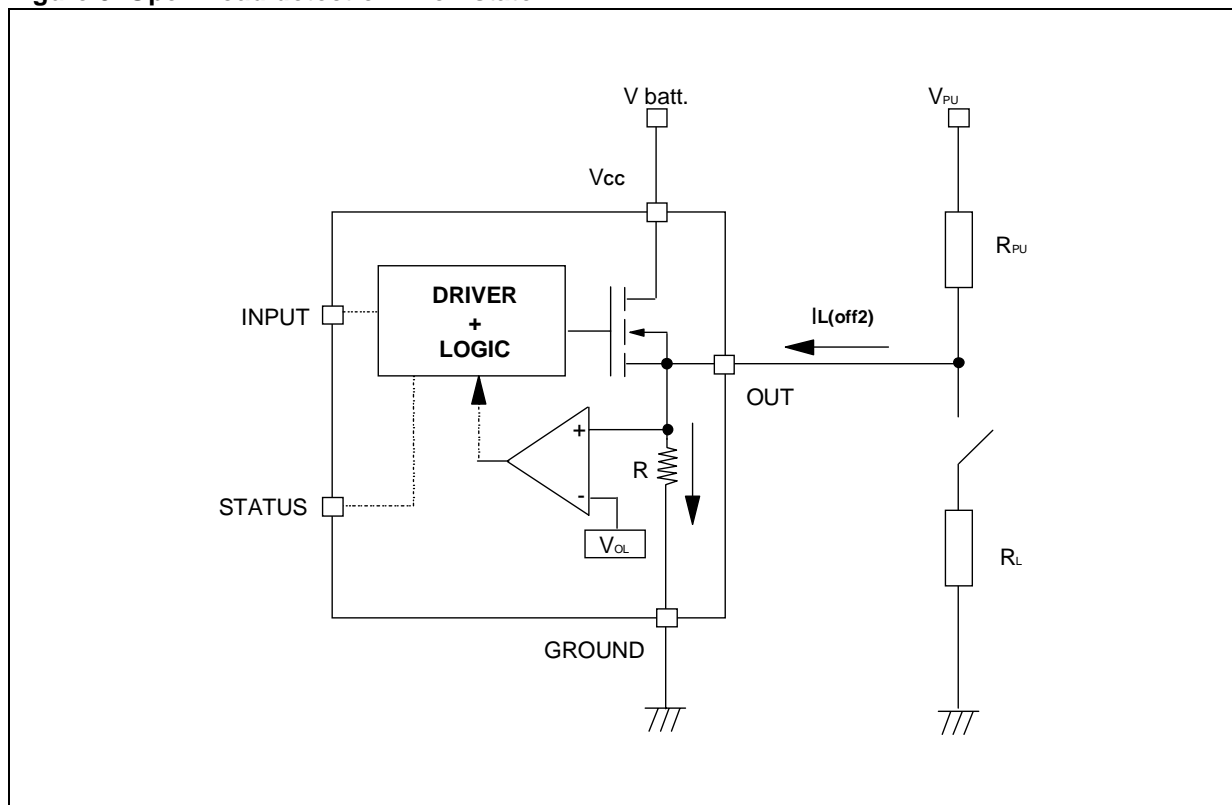 V batt.
VPU
Vcc
RPU
DRIVER
+
LOGIC
INPUT
IL(off2)
OUT
+
R
-
STATUS
VOL
RL
GROUND